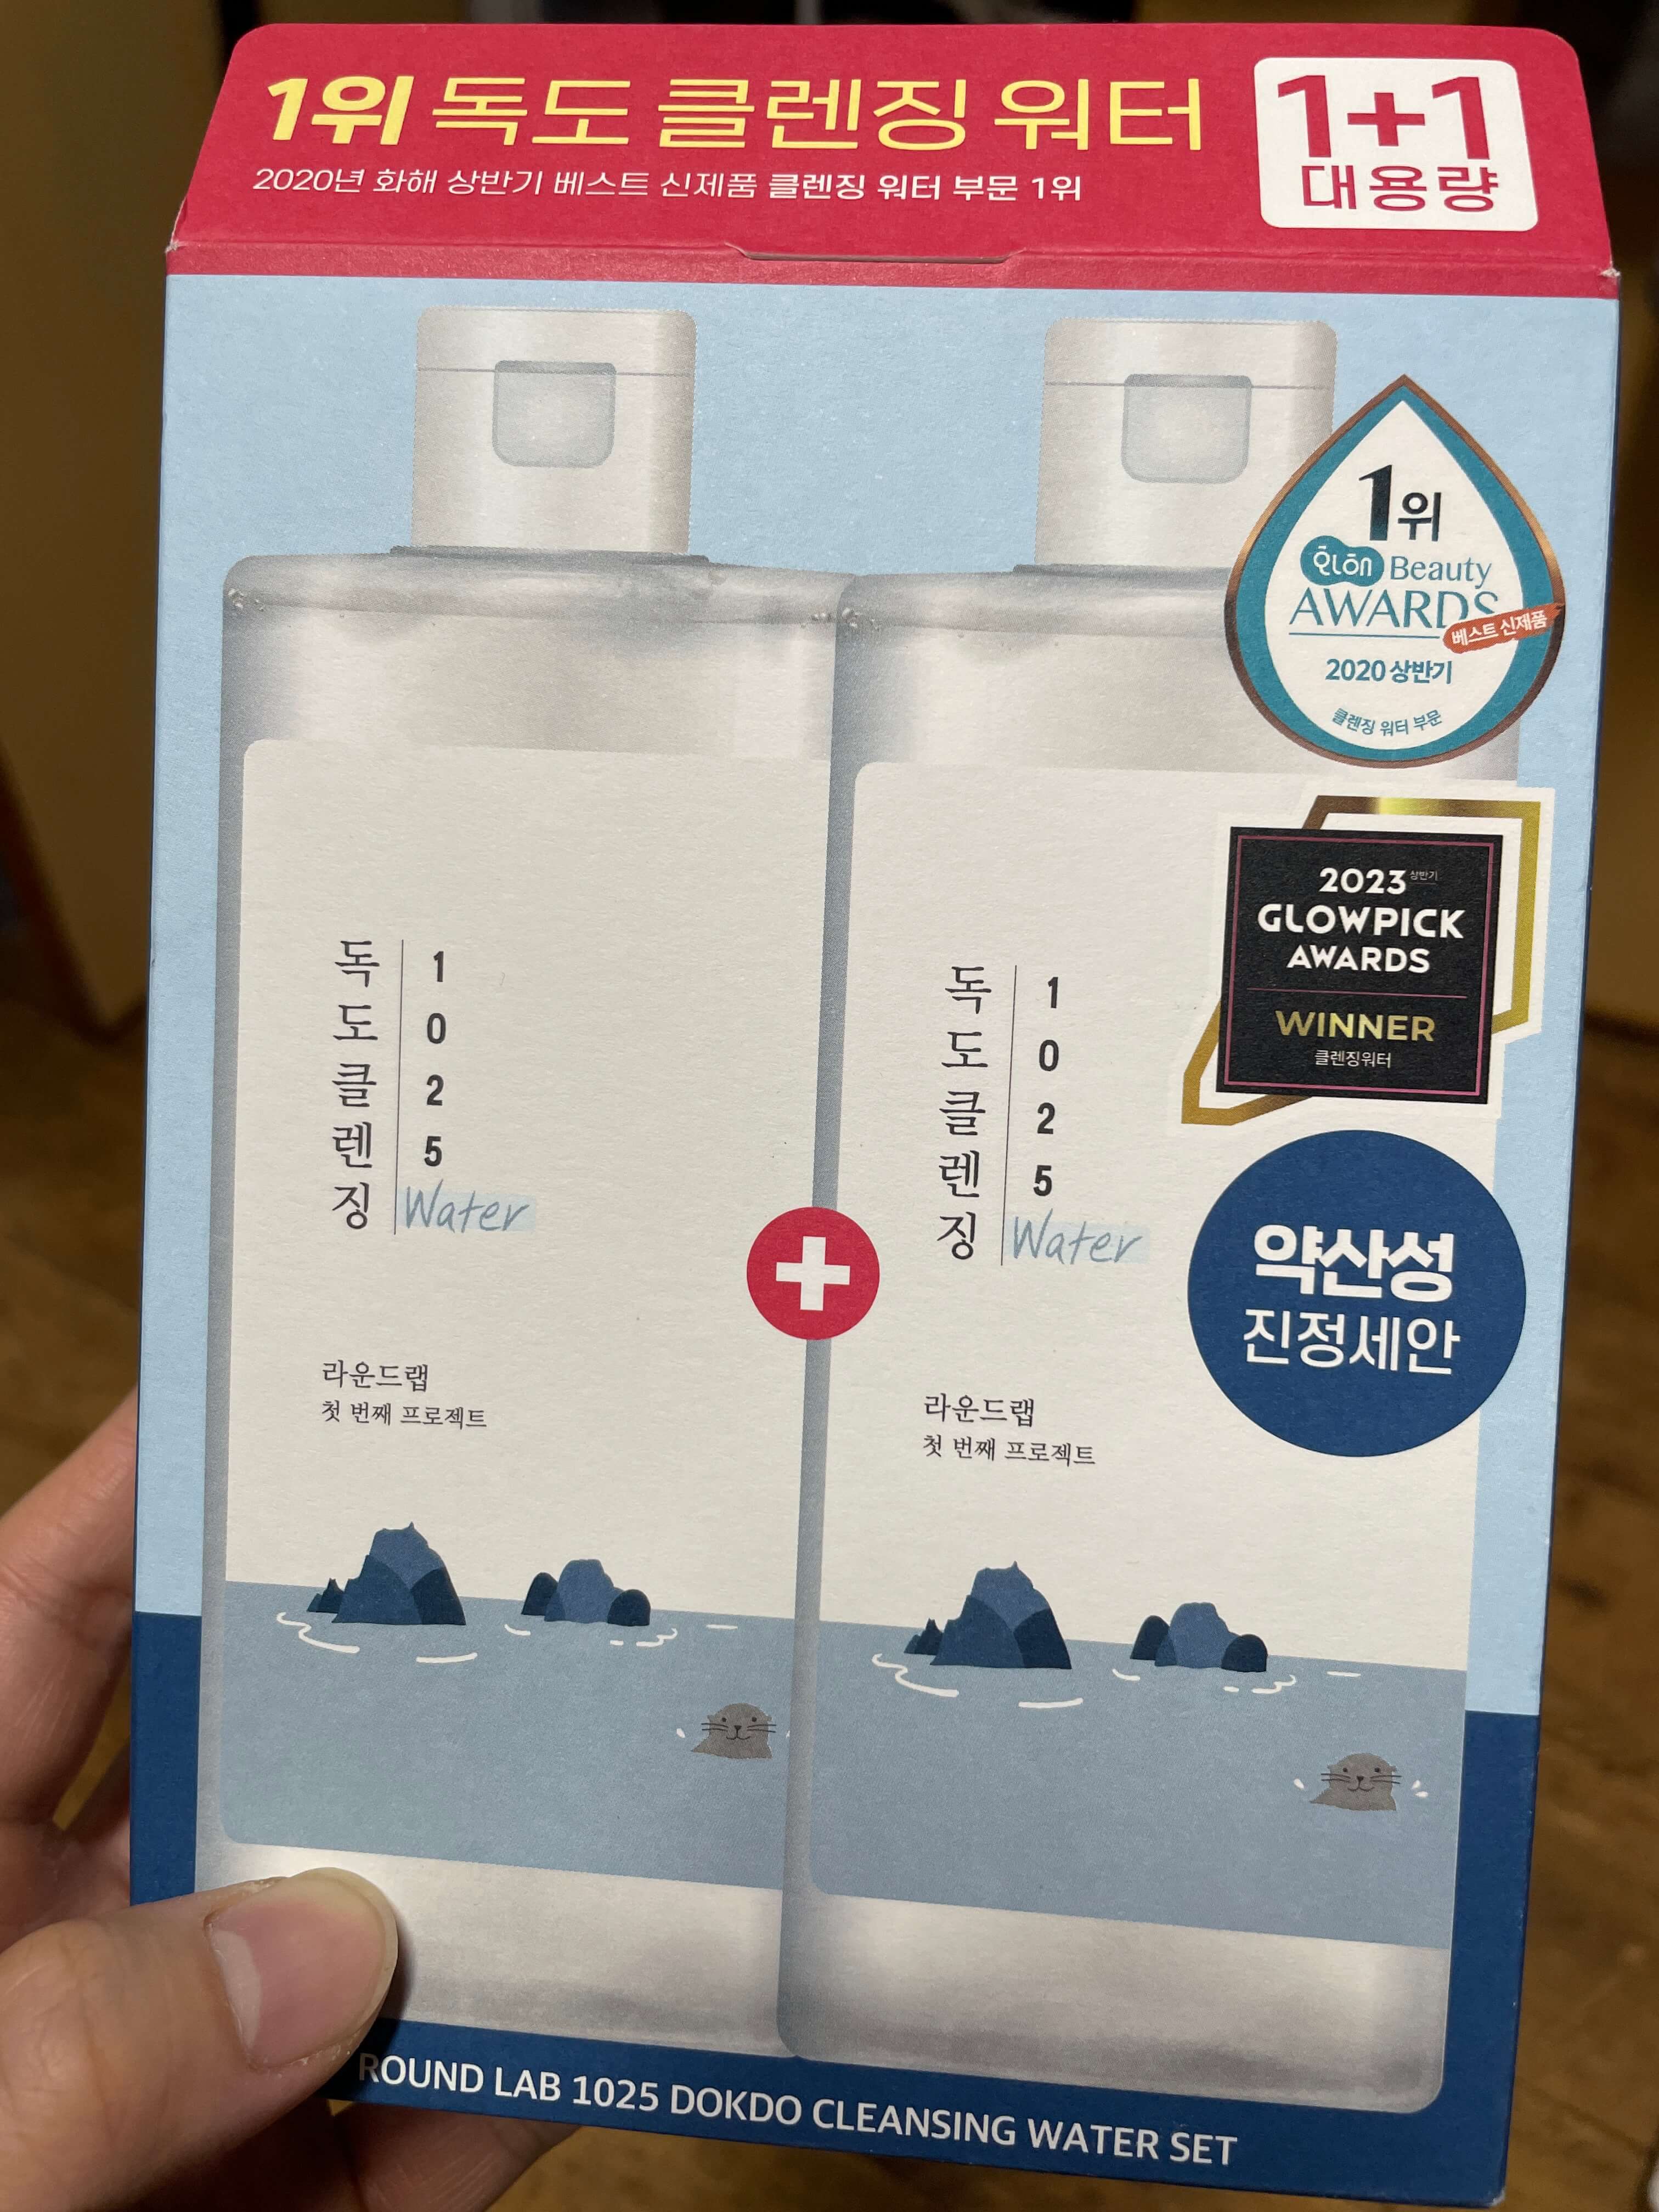 1위 독도 클렌징 워터
2020년 화해 상반기 베스트 신제품 클렌징 워터 부문 1위
1+1
대용량
1위
Beauty
AWARDS
베스트 신제품
2020 상반기
클렌징 워터 부문
2023 상반기
GLOWPICK
AWARDS
WINNER
클렌징워터
약산성
진정세안
독도클렌징
1025
Water
라운드랩
첫 번째 프로젝트
독도클렌징
1025
Water
라운드랩
첫 번째 프로젝트
ROUND LAB 1025 DOKDO CLEANSING WATER SET